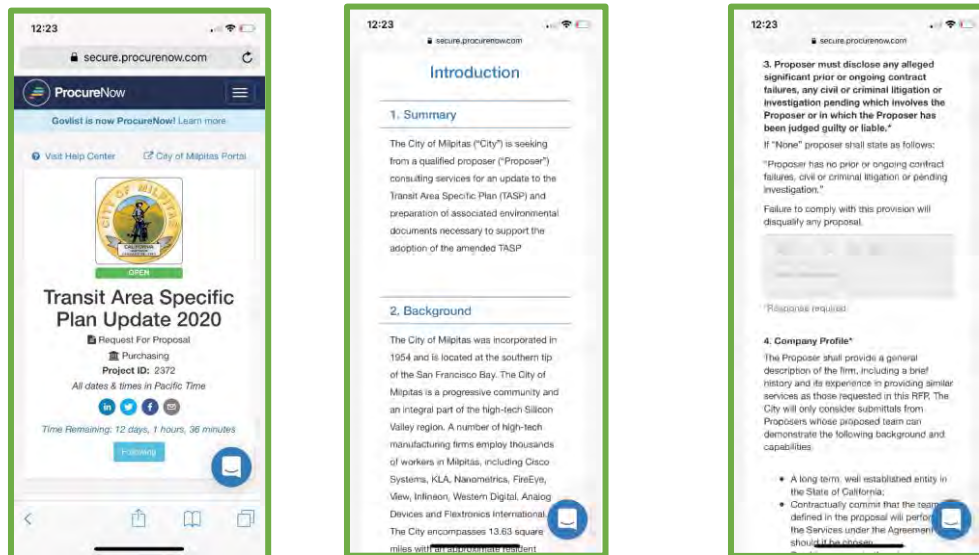 12:23
secure.procurenow.com
ProcureNow
Govlist is now ProcureNow! Learn more
Visit Help Center
City of Milpitas Portal
CITY OF MILPITAS
CALIFORNIA
OPEN
Transit Area Specific
Plan Update 2020
Request For Proposal
Purchasing
Project ID: 2372
All dates & times in Pacific Time
Time Remaining: 12 days, 1 hours, 36 minutes
Following
12:23
secure.procurenow.com
Introduction
1. Summary
The City of Milpitas ("City") is seeking
from a qualified proposer ("Proposer")
consulting services for an update to the
Transit Area Specific Plan (TASP) and
preparation of associated environmental
documents necessary to support the
adoption of the amended TASP
2. Background
The City of Milpitas was incorporated in
1954 and is located at the southern tip
of the San Francisco Bay. The City of
Milpitas is a progressive community and
an integral part of the high-tech Silicon
Valley region. A number of high-tech
manufacturing firms employ thousands
of workers in Milpitas, including Cisco
Systems, KLA, Nanometrics, FireEye,
View, Infineon, Western Digital, Analog
Devices and Flextronics International.
The City encompasses 13.63 square
miles with an approximate resident
12:23
secure.procurenow.com
3. Proposer must disclose any alleged
significant prior or ongoing contract
failures, any civil or criminal litigation or
investigation pending which involves the
Proposer or in which the Proposer has
been judged guilty or liable.*
If "None" proposer shall state as follows:
"Proposer has no prior or ongoing contract
failures, civil or criminal litigation or pending
investigation."
Failure to comply with this provision will
disqualify any proposal.
*Response required
4. Company Profile*
The Proposer shall provide a general
description of the firm, including a brief
history and its experience in providing similar
services as those requested in this RFP. The
City will only consider submittals from
Proposers whose proposed team can
demonstrate the following background and
capabilities
• A long term, well established entity in
the State of California;
• Contractually commit that the team
defined in the proposal will perform
the Services under the Agreement
should it be chosen